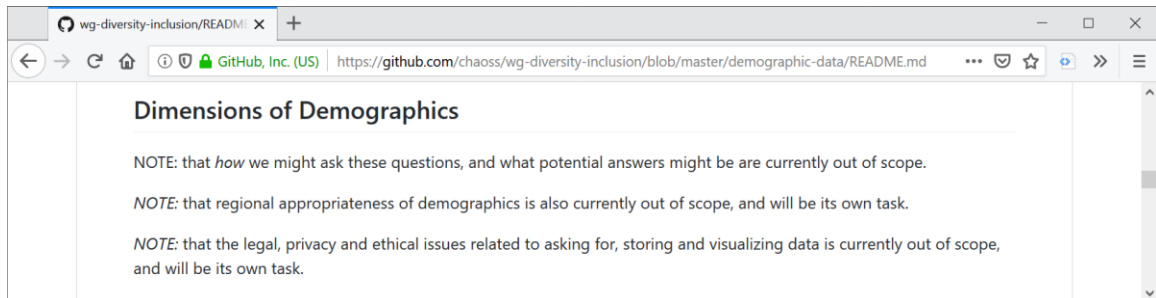 wg-diversity-inclusion/READM
GitHub, Inc. (US) https://github.com/chaoss/wg-diversity-inclusion/blob/master/demographic-data/README.md
Dimensions of Demographics
NOTE: that how we might ask these questions, and what potential answers might be are currently out of scope.
NOTE: that regional appropriateness of demographics is also currently out of scope, and will be its own task.
NOTE: that the legal, privacy and ethical issues related to asking for, storing and visualizing data is currently out of scope,
and will be its own task.